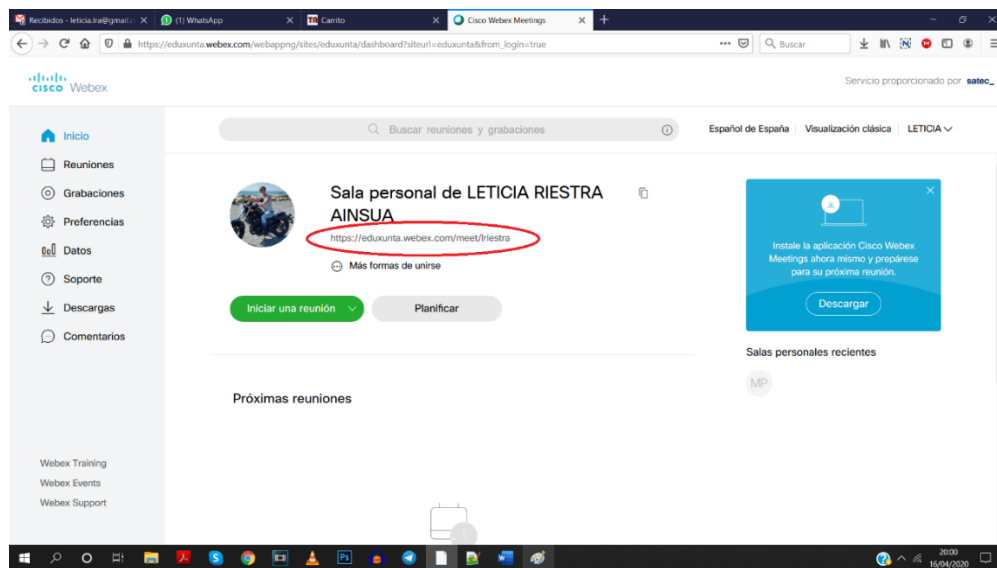 Recibidos - leticia.lra@gmail.c
(1) WhatsApp
TA Carrito
Cisco Webex Meetings
https://eduxunta.webex.com/webappng/sites/eduxunta/dashboard?siteurl=eduxunta&from_login=true
Buscar
cisco Webex
Servicio proporcionado por satec_
Inicio
Reuniones
Grabaciones
Preferencias
Datos
Soporte
Descargas
Comentarios
Webex Training
Webex Events
Webex Support
Buscar reuniones y grabaciones
Español de España
Visualización clásica
LETICIA
Sala personal de LETICIA RIESTRA
AINSUA
https://eduxunta.webex.com/meet/lriestra
Más formas de unirse
Iniciar una reunión
Planificar
Próximas reuniones
Instale la aplicación Cisco Webex
Meetings ahora mismo y prepárese
para su próxima reunión.
Descargar
Salas personales recientes
MP
20:00
16/04/2020